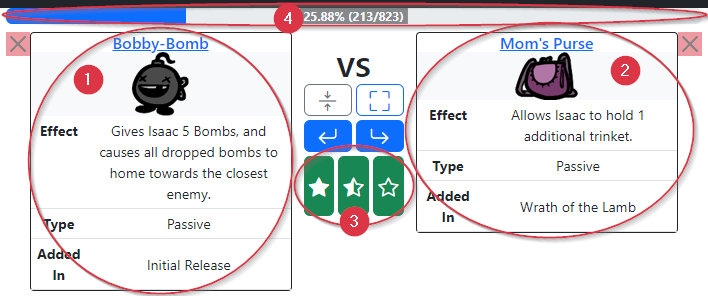 4
25.88% (213/823)
Bobby-Bomb
1
Effect
Gives Isaac 5 Bombs, and
causes all dropped bombs to
home towards the closest
enemy.
Type
Passive
Added
In
Initial Release
VS
3
Mom's Purse
2
Effect
Allows Isaac to hold 1
additional trinket.
Type
Passive
Added
In
Wrath of the Lamb